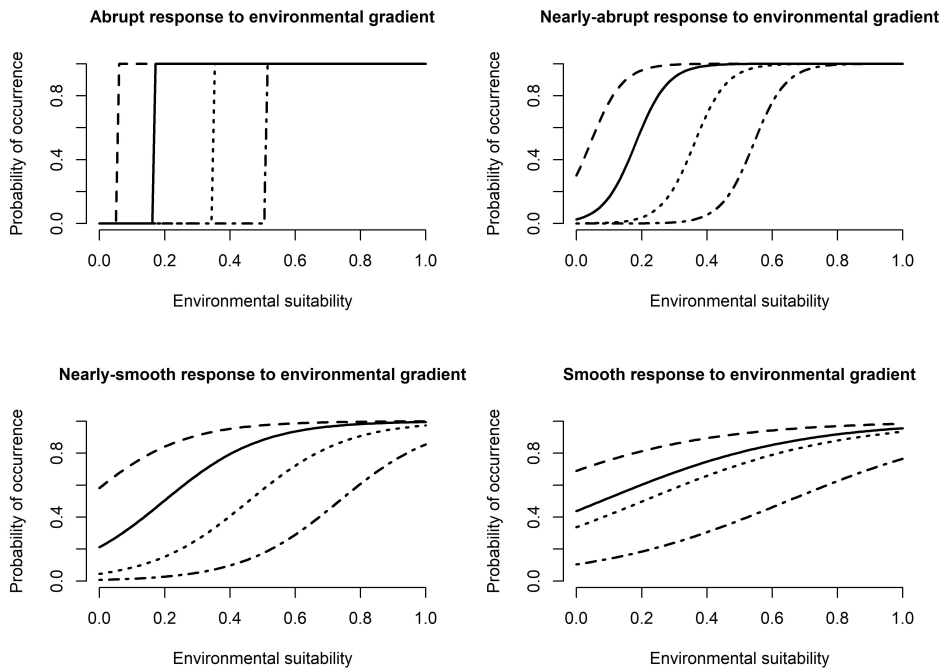 Abrupt response to environmental gradient
Probability of occurrence
0.0 0.4 0.8
0.0 0.2 0.4 0.6 0.8 1.0
Environmental suitability
Nearly-abrupt response to environmental gradient
Probability of occurrence
0.0 0.4 0.8
0.0 0.2 0.4 0.6 0.8 1.0
Environmental suitability
Nearly-smooth response to environmental gradient
Probability of occurrence
0.0 0.4 0.8
0.0 0.2 0.4 0.6 0.8 1.0
Environmental suitability
Smooth response to environmental gradient
Probability of occurrence
0.0 0.4 0.8
0.0 0.2 0.4 0.6 0.8 1.0
Environmental suitability